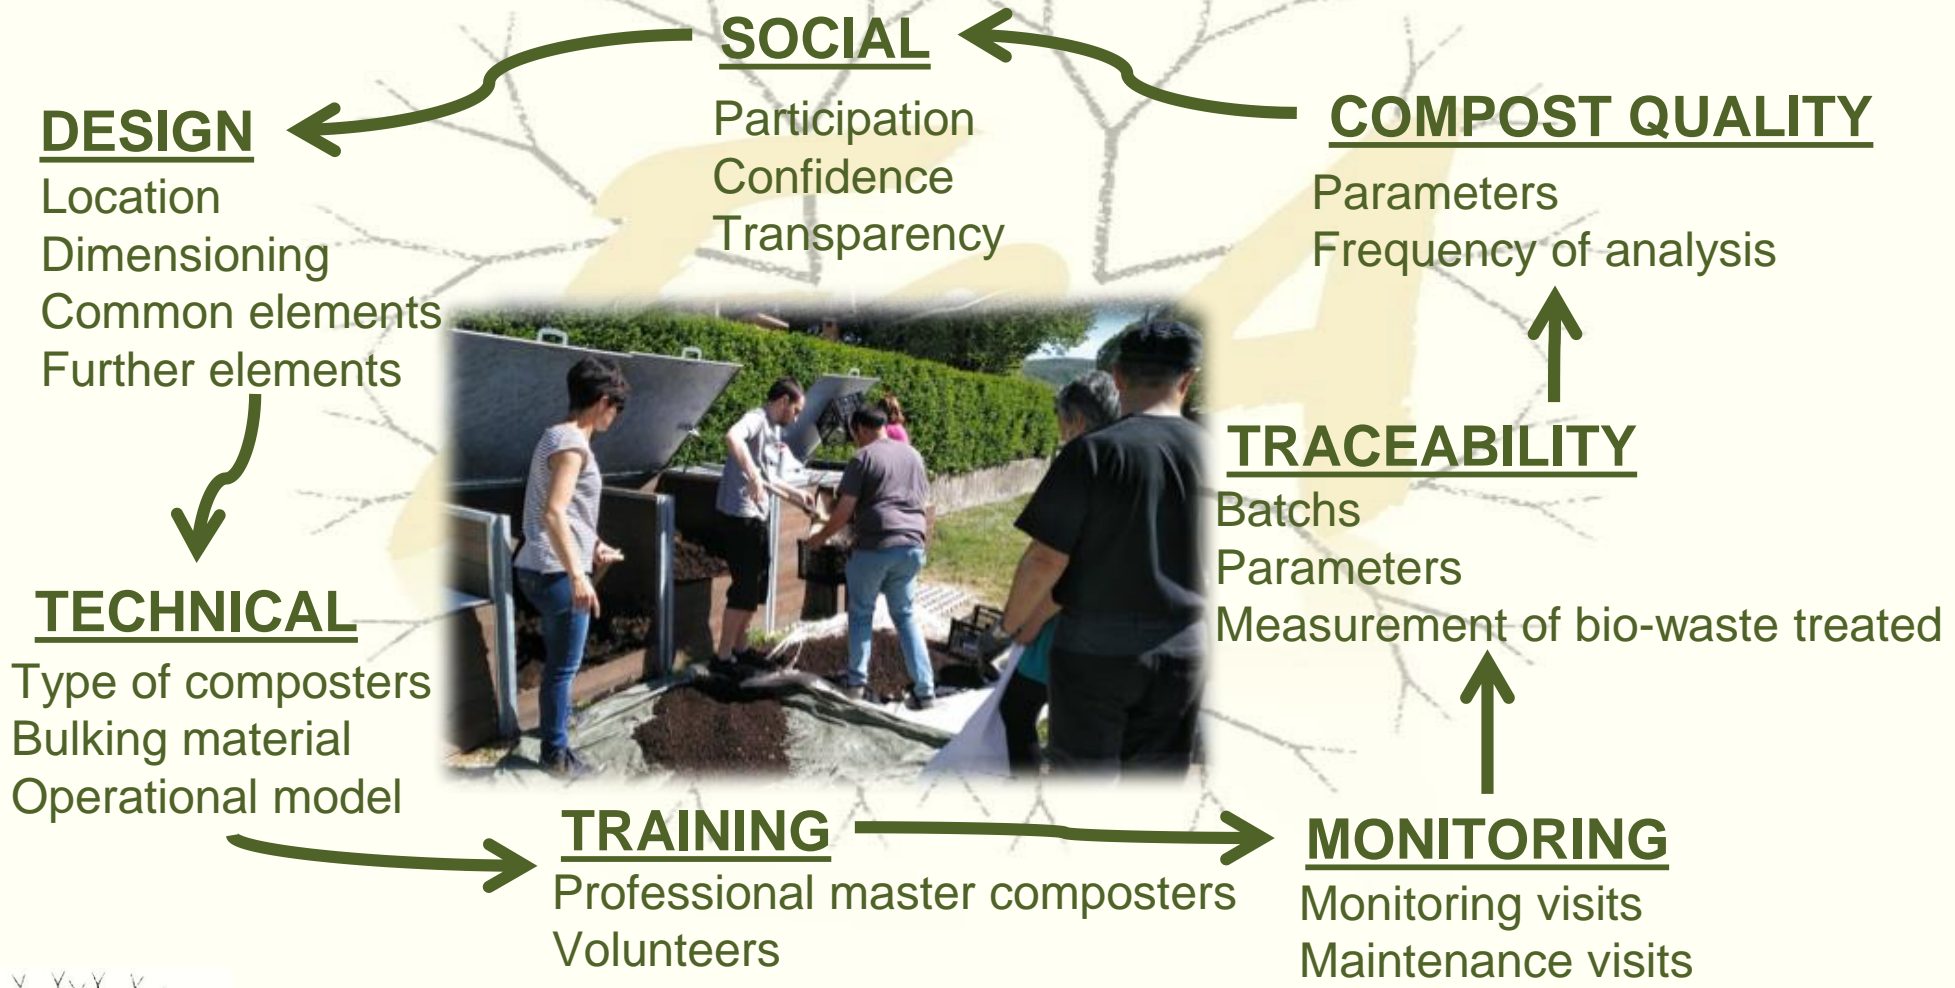 SOCIAL
Participation
Confidence
Transparency
DESIGN
Location
Dimensioning
Common elements
Further elements
TECHNICAL
Type of composters
Bulking material
Operational model
TRAINING
Professional master composters
Volunteers
MONITORING
Monitoring visits
Maintenance visits
TRACEABILITY
Batchs
Parameters
Measurement of bio-waste treated
COMPOST QUALITY
Parameters
Frequency of analysis